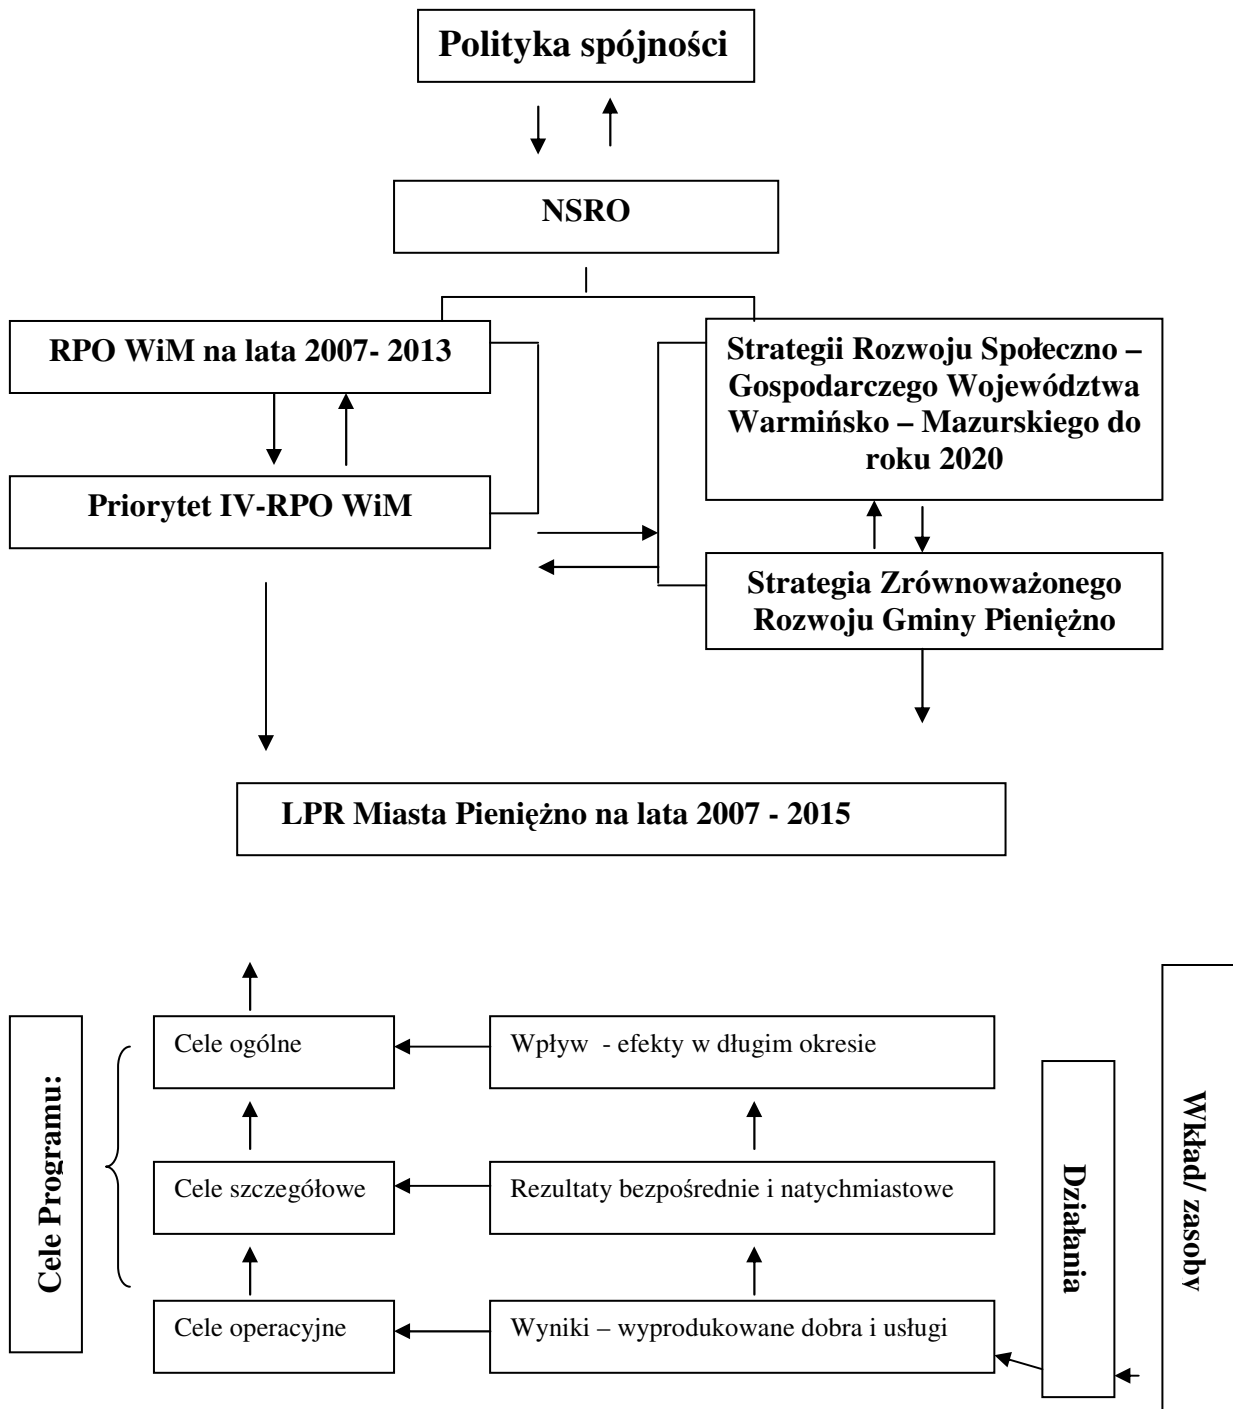 Polityka spójności
NSRO
RPO WiM na lata 2007- 2013
Strategii Rozwoju Społeczno –
Gospodarczego Województwa
Warmińsko – Mazurskiego do
roku 2020
Priorytet IV-RPO WiM
Strategia Zrównoważonego
Rozwoju Gminy Pieniężno
LPR Miasta Pieniężno na lata 2007 - 2015
Cele Programu:
Cele ogólne
Wpływ - efekty w długim okresie
Cele szczegółowe
Rezultaty bezpośrednie i natychmiastowe
Cele operacyjne
Wyniki – wyprodukowane dobra i usługi
Działania
Wkład/ zasoby